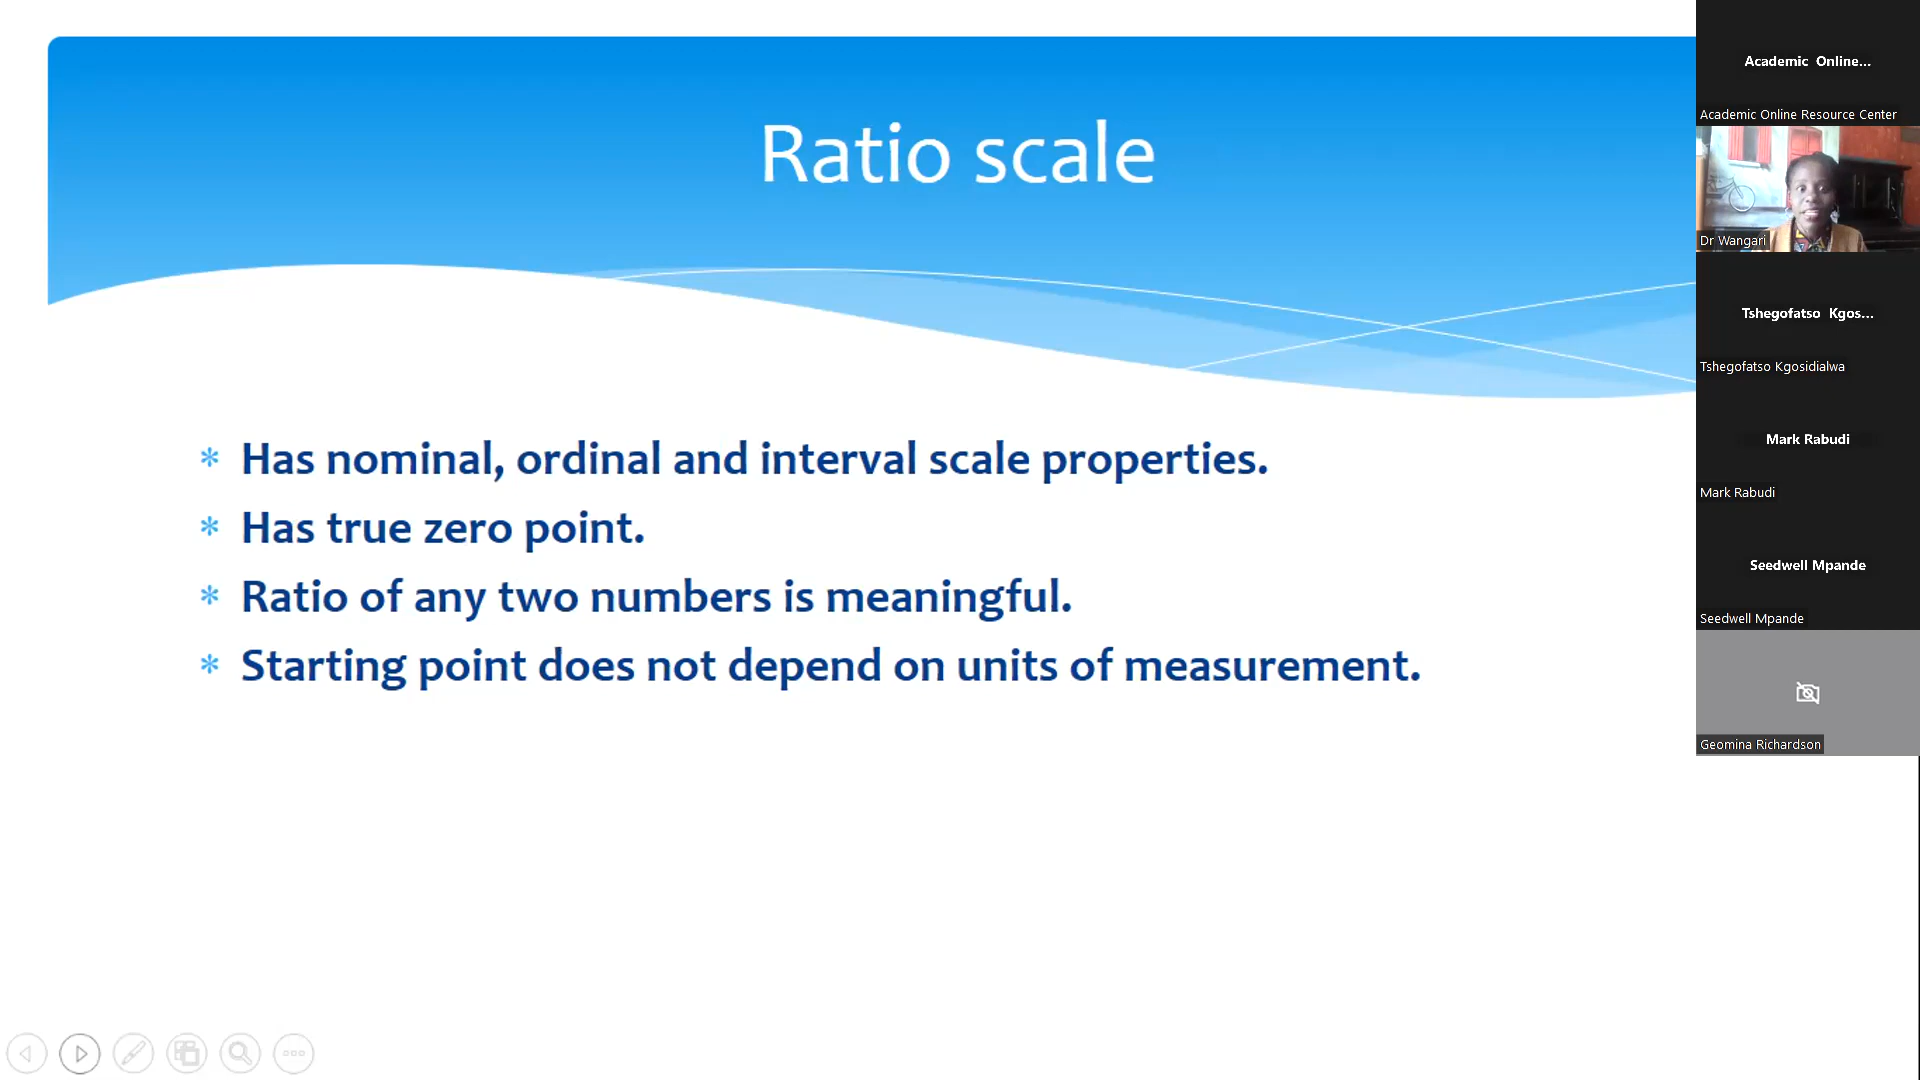 Ratio scale
* Has nominal, ordinal and interval scale properties.
* Has true zero point.
* Ratio of any two numbers is meaningful.
* Starting point does not depend on units of measurement.
Academic Online...
Academic Online Resource Center
Dr Wangari
Tshegofatso Kgos...
Tshegofatso Kgosidialwa
Mark Rabudi
Mark Rabudi
Seedwell Mpande
Seedwell Mpande
Geomina Richardson